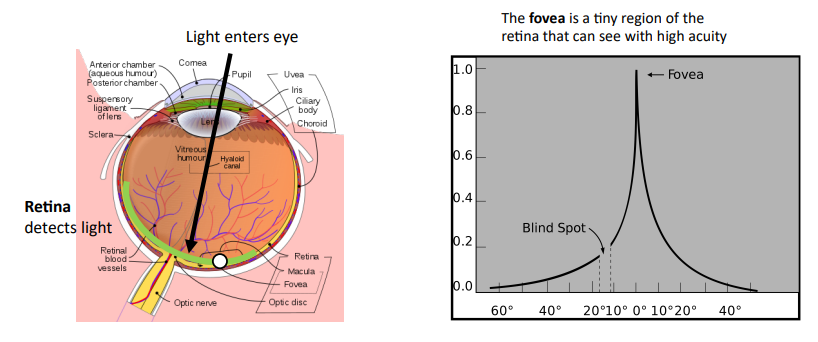 Light enters eye
Anterior chamber
(aqueous humour)
Posterior chamber
Cornea
Pupil
Uvea
Iris
Ciliary
body
Choroid
Suspensory
ligament
of lens
Lens
Sclera
Vitreous
humour
Hyaloid
canal
Retina
detects light
Retinal
blood
vessels
Optic nerve
Retina
Macula
Fovea
Optic disc
The fovea is a tiny region of the
retina that can see with high acuity
1.0
Fovea
0.8
0.6
0.4
Blind Spot
0.2
0.0
60° 40° 20° 10° 0° 10° 20° 40°